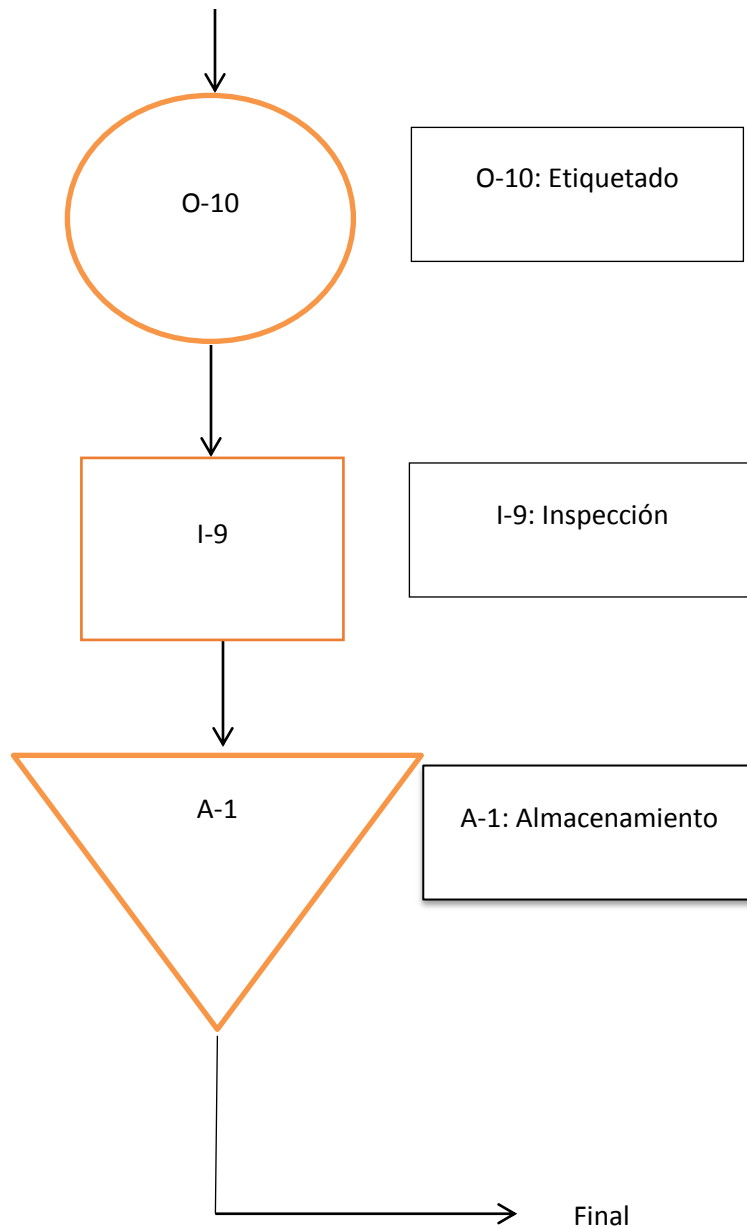 O-10
O-10: Etiquetado
I-9
I-9: Inspección
A-1
A-1: Almacenamiento
Final